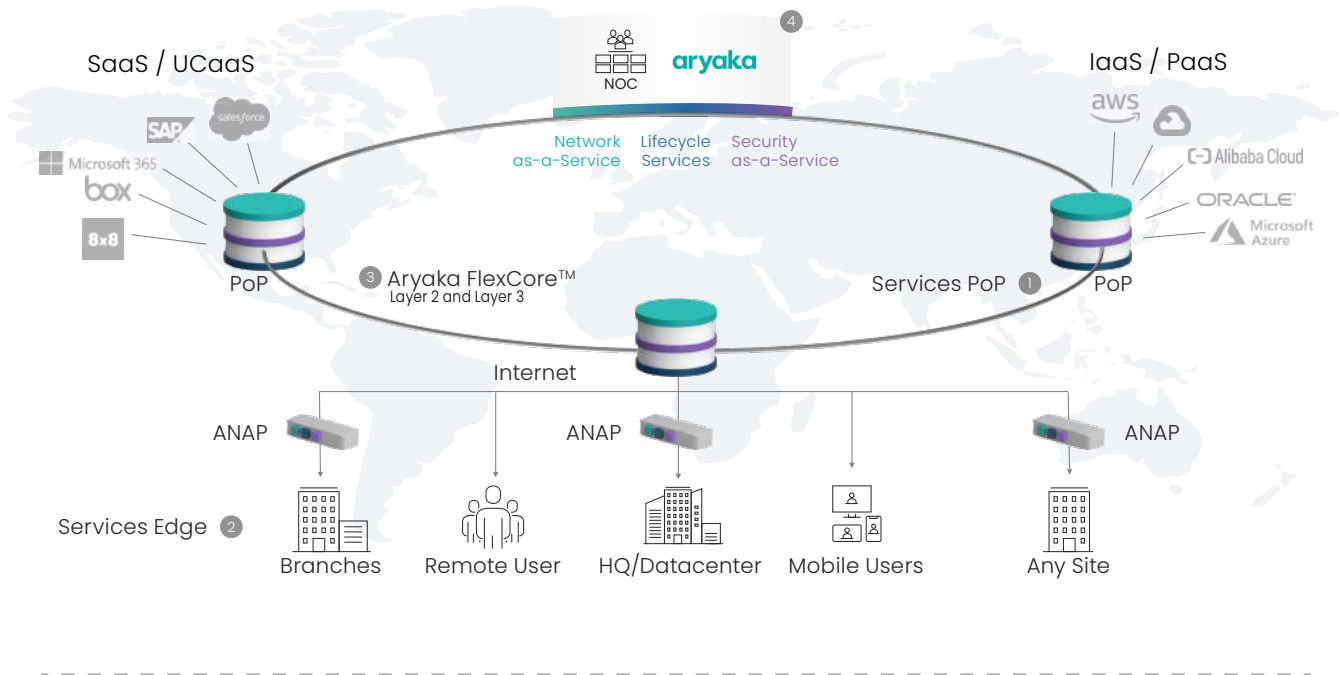 4
NOC
aryaka
SaaS / UCaaS
IaaS / PaaS
Network
as-a-Service
Lifecycle
Services
Security
as-a-Service
salesforce
SAP
Microsoft 365
box
8x8
aws
Alibaba Cloud
ORACLE
Microsoft
Azure
PoP
3 Aryaka FlexCore™
Layer 2 and Layer 3
Services PoP 1
PoP
Internet
ANAP
ANAP
ANAP
Services Edge 2
Branches
Remote User
HQ/Datacenter
Mobile Users
Any Site